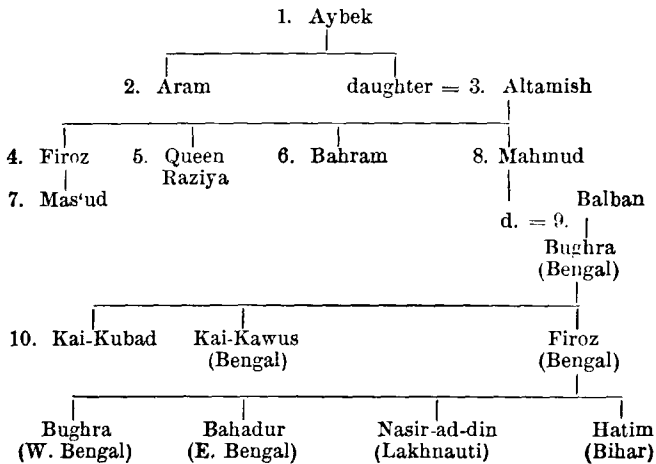 1. Aybek
2. Aram daughter = 3. Altamish
4. Firoz 5. Queen 6. Bahram 8. Mahmud
Raziya
7. Mas‘ud Balban
d. = 9.
Bughra
(Bengal)
10. Kai-Kubad Kai-Kawus Firoz
(Bengal) (Bengal)
Bughra Bahadur Nasir-ad-din Hatim
(W. Bengal) (E. Bengal) (Lakhnauti) (Bihar)